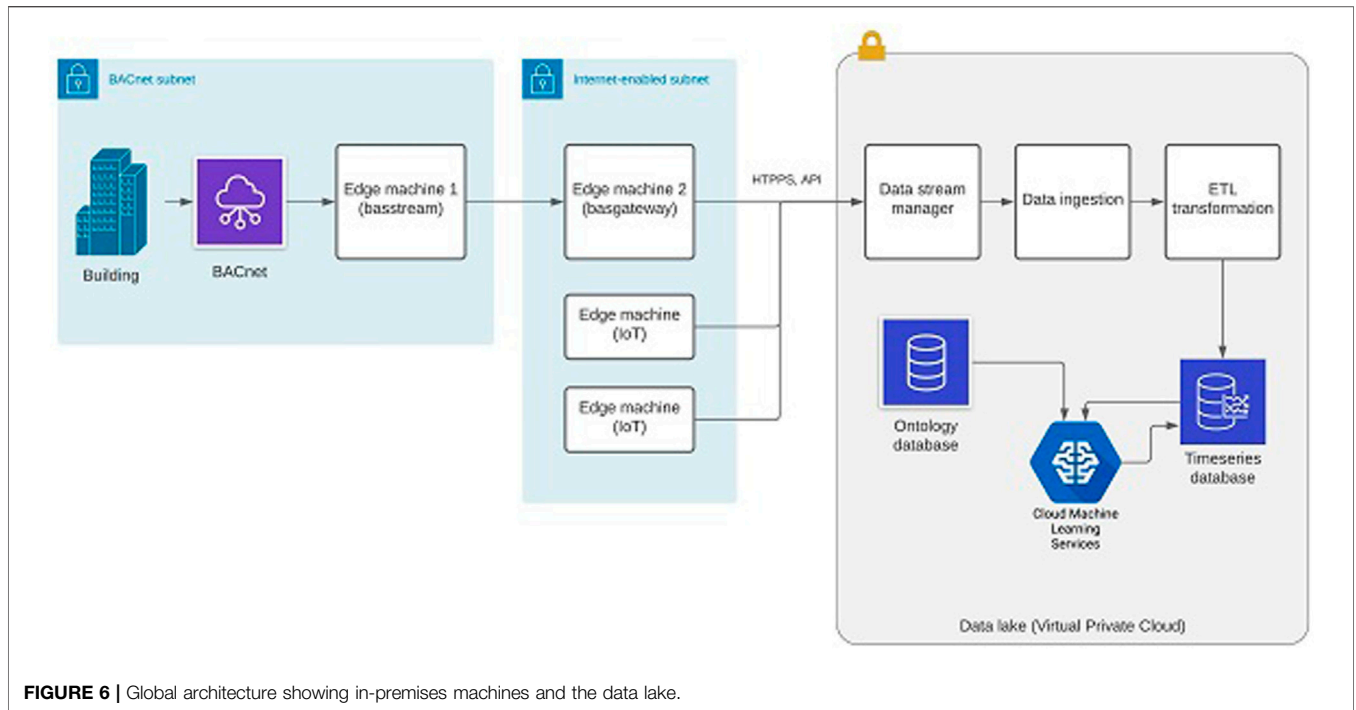 BACnet subnet
Internet-enabled subnet
Building
BACnet
Edge machine 1
(basstream)
Edge machine 2
(basgateway)
Edge machine
(IoT)
Edge machine
(IoT)
HTPPS, API
Data stream
manager
Data ingestion
ETL
transformation
Ontology
database
Cloud Machine
Learning
Services
Timeseries
database
Data lake (Virtual Private Cloud)
FIGURE 6 | Global architecture showing in-premises machines and the data lake.